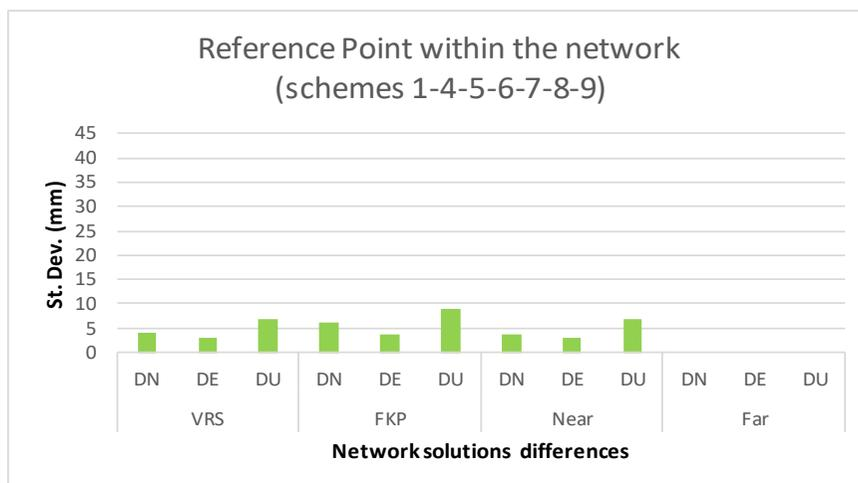 Reference Point within the network
(schemes 1-4-5-6-7-8-9)
St. Dev. (mm)
45
40
35
30
25
20
15
10
5
0
DN DE DU DN DE DU DN DE DU DN DE DU
VRS FKP Near Far
Network solutions differences